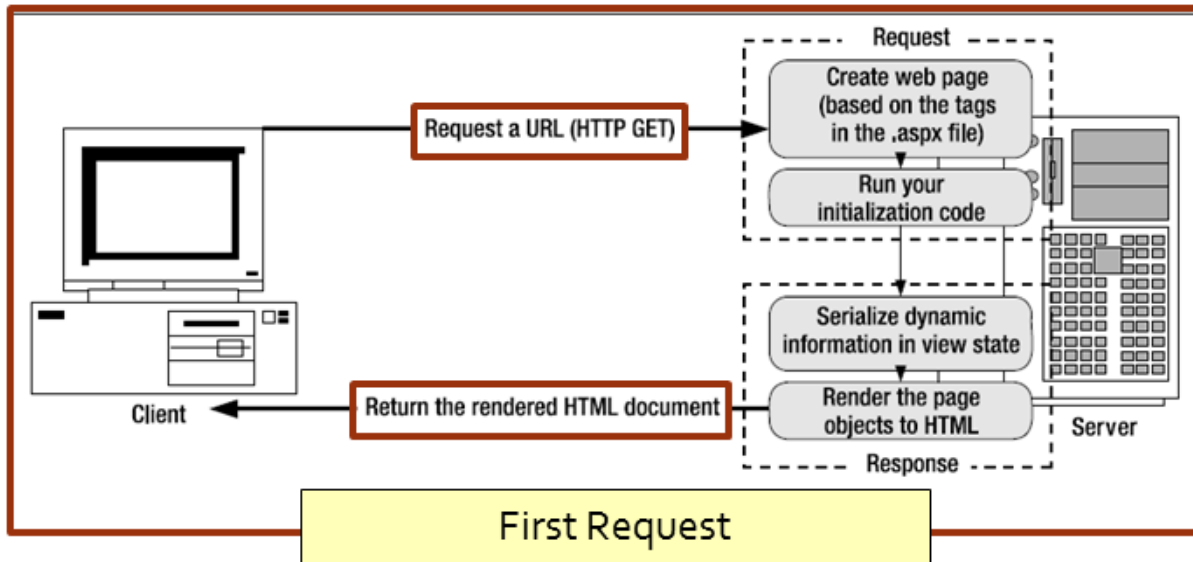 Request
Create web page
(based on the tags
in the .aspx file)
Request a URL (HTTP GET)
Run your
initialization code
Serialize dynamic
information in view state
Return the rendered HTML document
Render the page
objects to HTML
Client
Server
Response
First Request